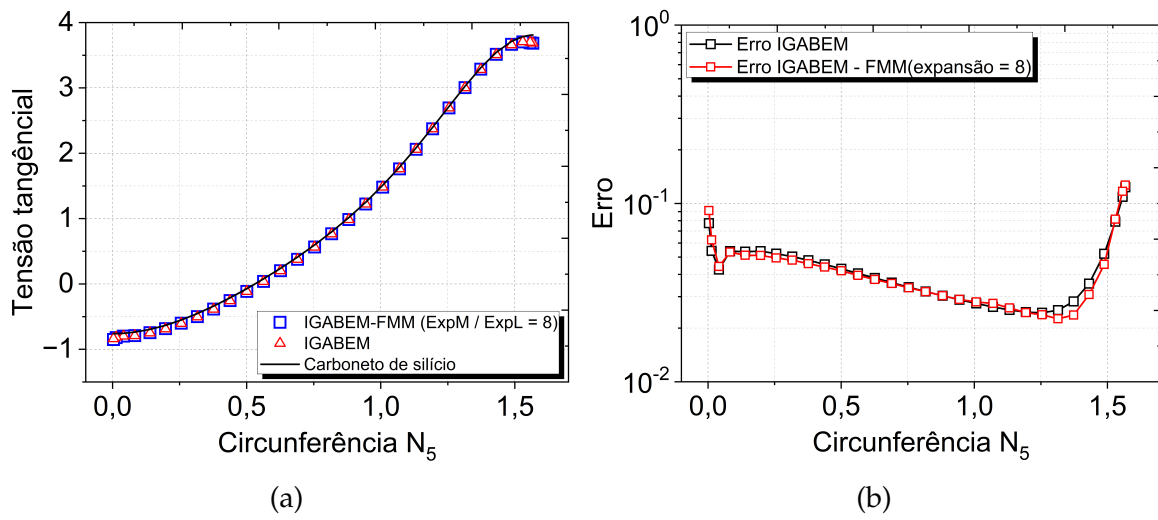 4
3
2
1
0
−1
Tensão tangêncial
0,0
0,5
1,0
1,5
Circunferência N5
IGABEM-FMM (ExpM / ExpL = 8)
IGABEM
Carboneto de silício
(a)
10^0
10^-1
10^-2
Erro
Erro IGABEM
Erro IGABEM - FMM(expansão = 8)
0,0
0,5
1,0
1,5
Circunferência N5
(b)